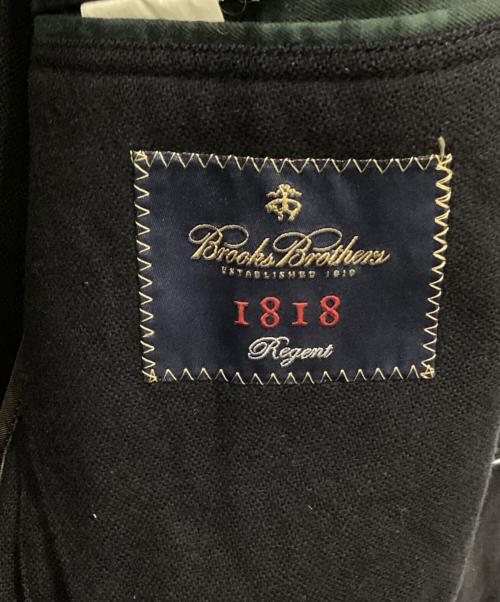 Brooks Brothers
ESTABLISHED 1818
1818
Regent